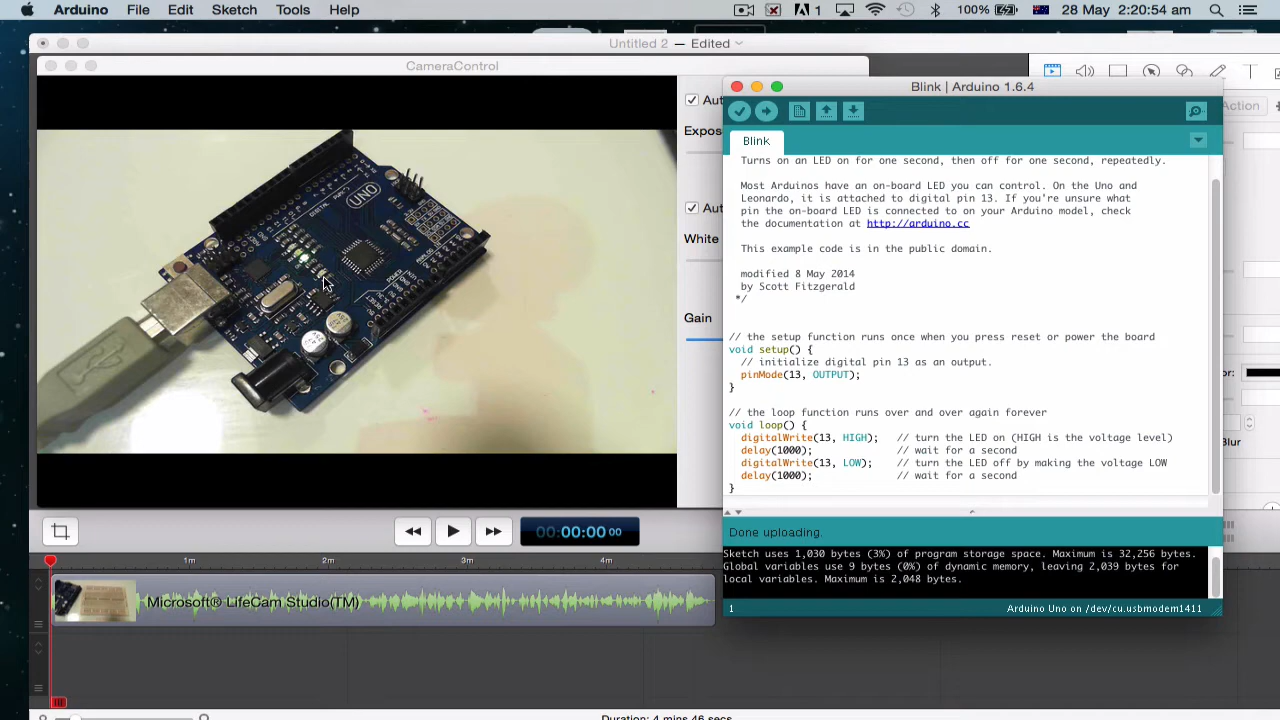 Arduino File Edit Sketch Tools Help
1 100% 28 May 2:20:54 am
Untitled 2 — Edited
CameraControl
Aut
Expos
Aut
White
Gain
UNO
POWER
Blink | Arduino 1.6.4
Blink
Turns on an LED on for one second, then off for one second, repeatedly.
Most Arduinos have an on-board LED you can control. On the Uno and
Leonardo, it is attached to digital pin 13. If you're unsure what
pin the on-board LED is connected to on your Arduino model, check
the documentation at http://arduino.cc
This example code is in the public domain.
modified 8 May 2014
by Scott Fitzgerald
*/
// the setup function runs once when you press reset or power the board
void setup() {
// initialize digital pin 13 as an output.
pinMode(13, OUTPUT);
}
// the loop function runs over and over again forever
void loop() {
digitalWrite(13, HIGH);   // turn the LED on (HIGH is the voltage level)
delay(1000);              // wait for a second
digitalWrite(13, LOW);    // turn the LED off by making the voltage LOW
delay(1000);              // wait for a second
}
Done uploading.
Sketch uses 1,030 bytes (3%) of program storage space. Maximum is 32,256 bytes.
Global variables use 9 bytes (0%) of dynamic memory, leaving 2,039 bytes for
local variables. Maximum is 2,048 bytes.
1 Arduino Uno on /dev/cu.usbmodem1411
Action
or:
Blur
00:00:00 00
1m 2m 3m 4m
Microsoft® LifeCam Studio(TM)
Duration: 4 mins 46 secs